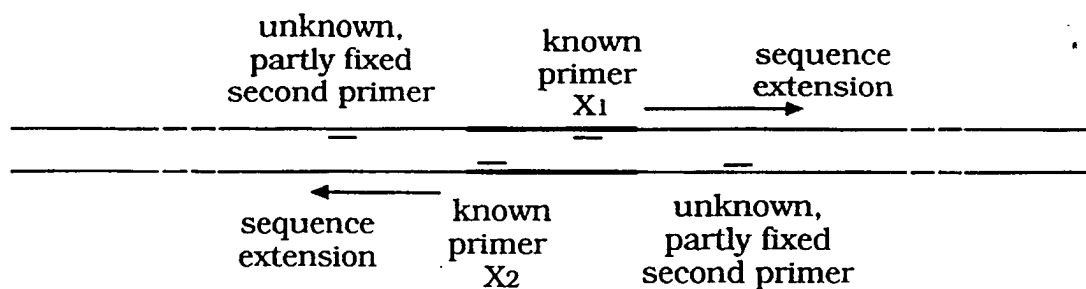 unknown,
partly fixed
second primer
known
primer
X1
sequence
extension
sequence
extension
known
primer
X2
unknown,
partly fixed
second primer